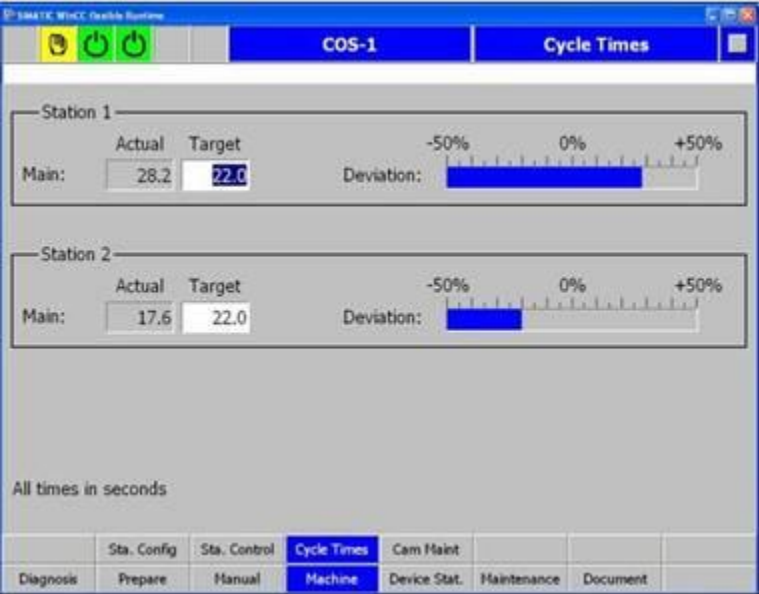 SIMATIC WinCC flexible Runtime
COS-1 Cycle Times
Station 1
Actual Target -50% 0% +50%
Main: 28.2 22.0 Deviation:
Station 2
Actual Target -50% 0% +50%
Main: 17.6 22.0 Deviation:
All times in seconds
Sta. Config Sta. Control Cycle Times Cam Maint
Diagnosis Prepare Manual Machine Device Stat. Maintenance Document